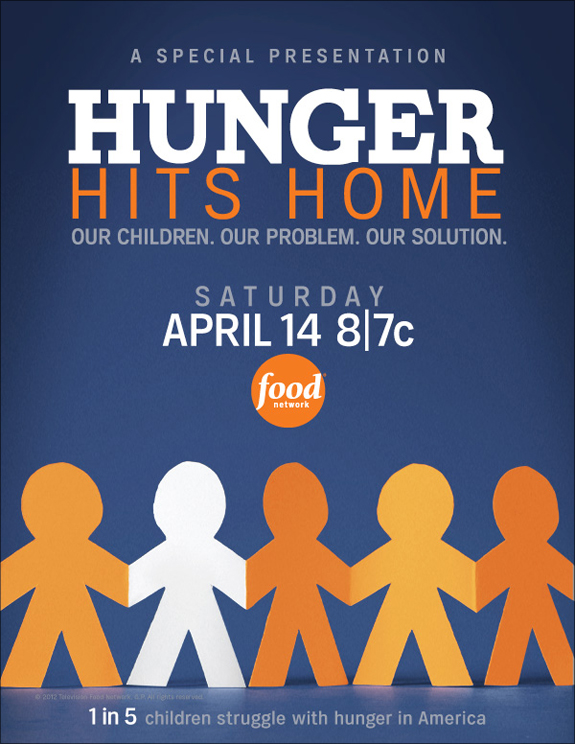 A SPECIAL PRESENTATION
HUNGER
HITS HOME
OUR CHILDREN. OUR PROBLEM. OUR SOLUTION.
SATURDAY
APRIL 14 8|7c
food
network
© 2012 Television Food Network, G.P. All rights reserved.
1 in 5 children struggle with hunger in America